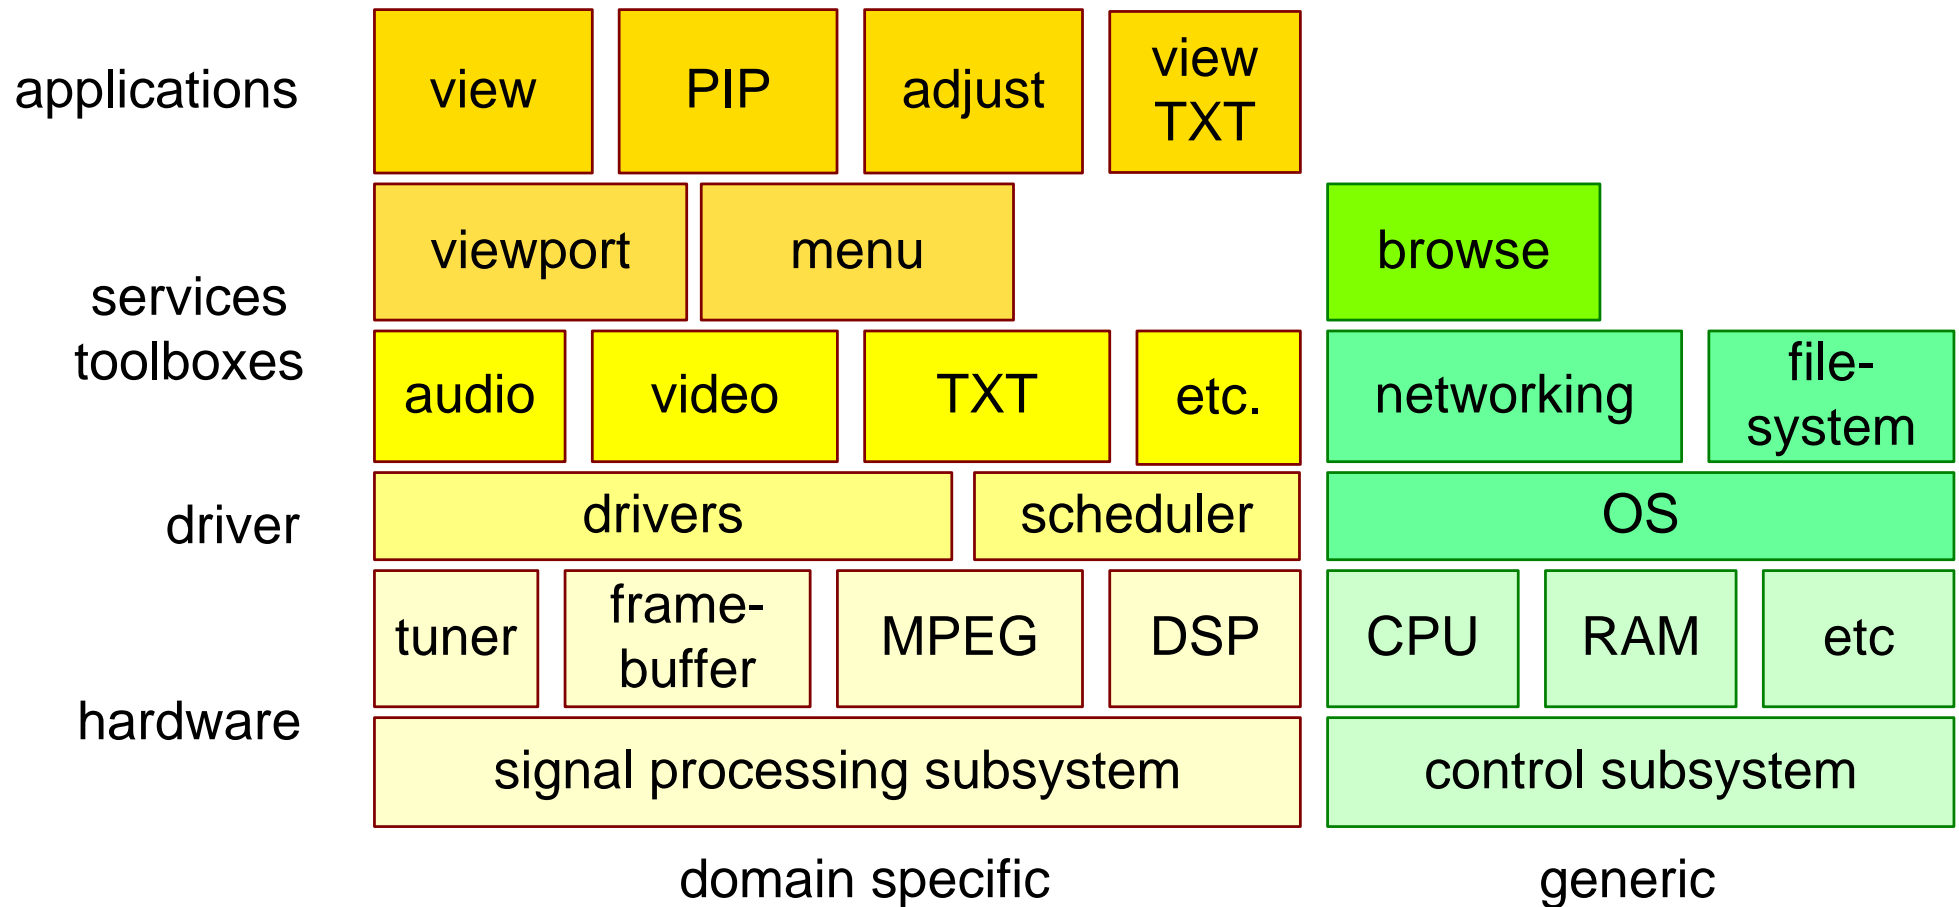 applications
view
PIP
adjust
view
TXT
services
toolboxes
viewport
menu
browse
audio
video
TXT
etc.
networking
file-
system
driver
drivers
scheduler
OS
hardware
tuner
frame-
buffer
MPEG
DSP
CPU
RAM
etc
signal processing subsystem
control subsystem
domain specific
generic